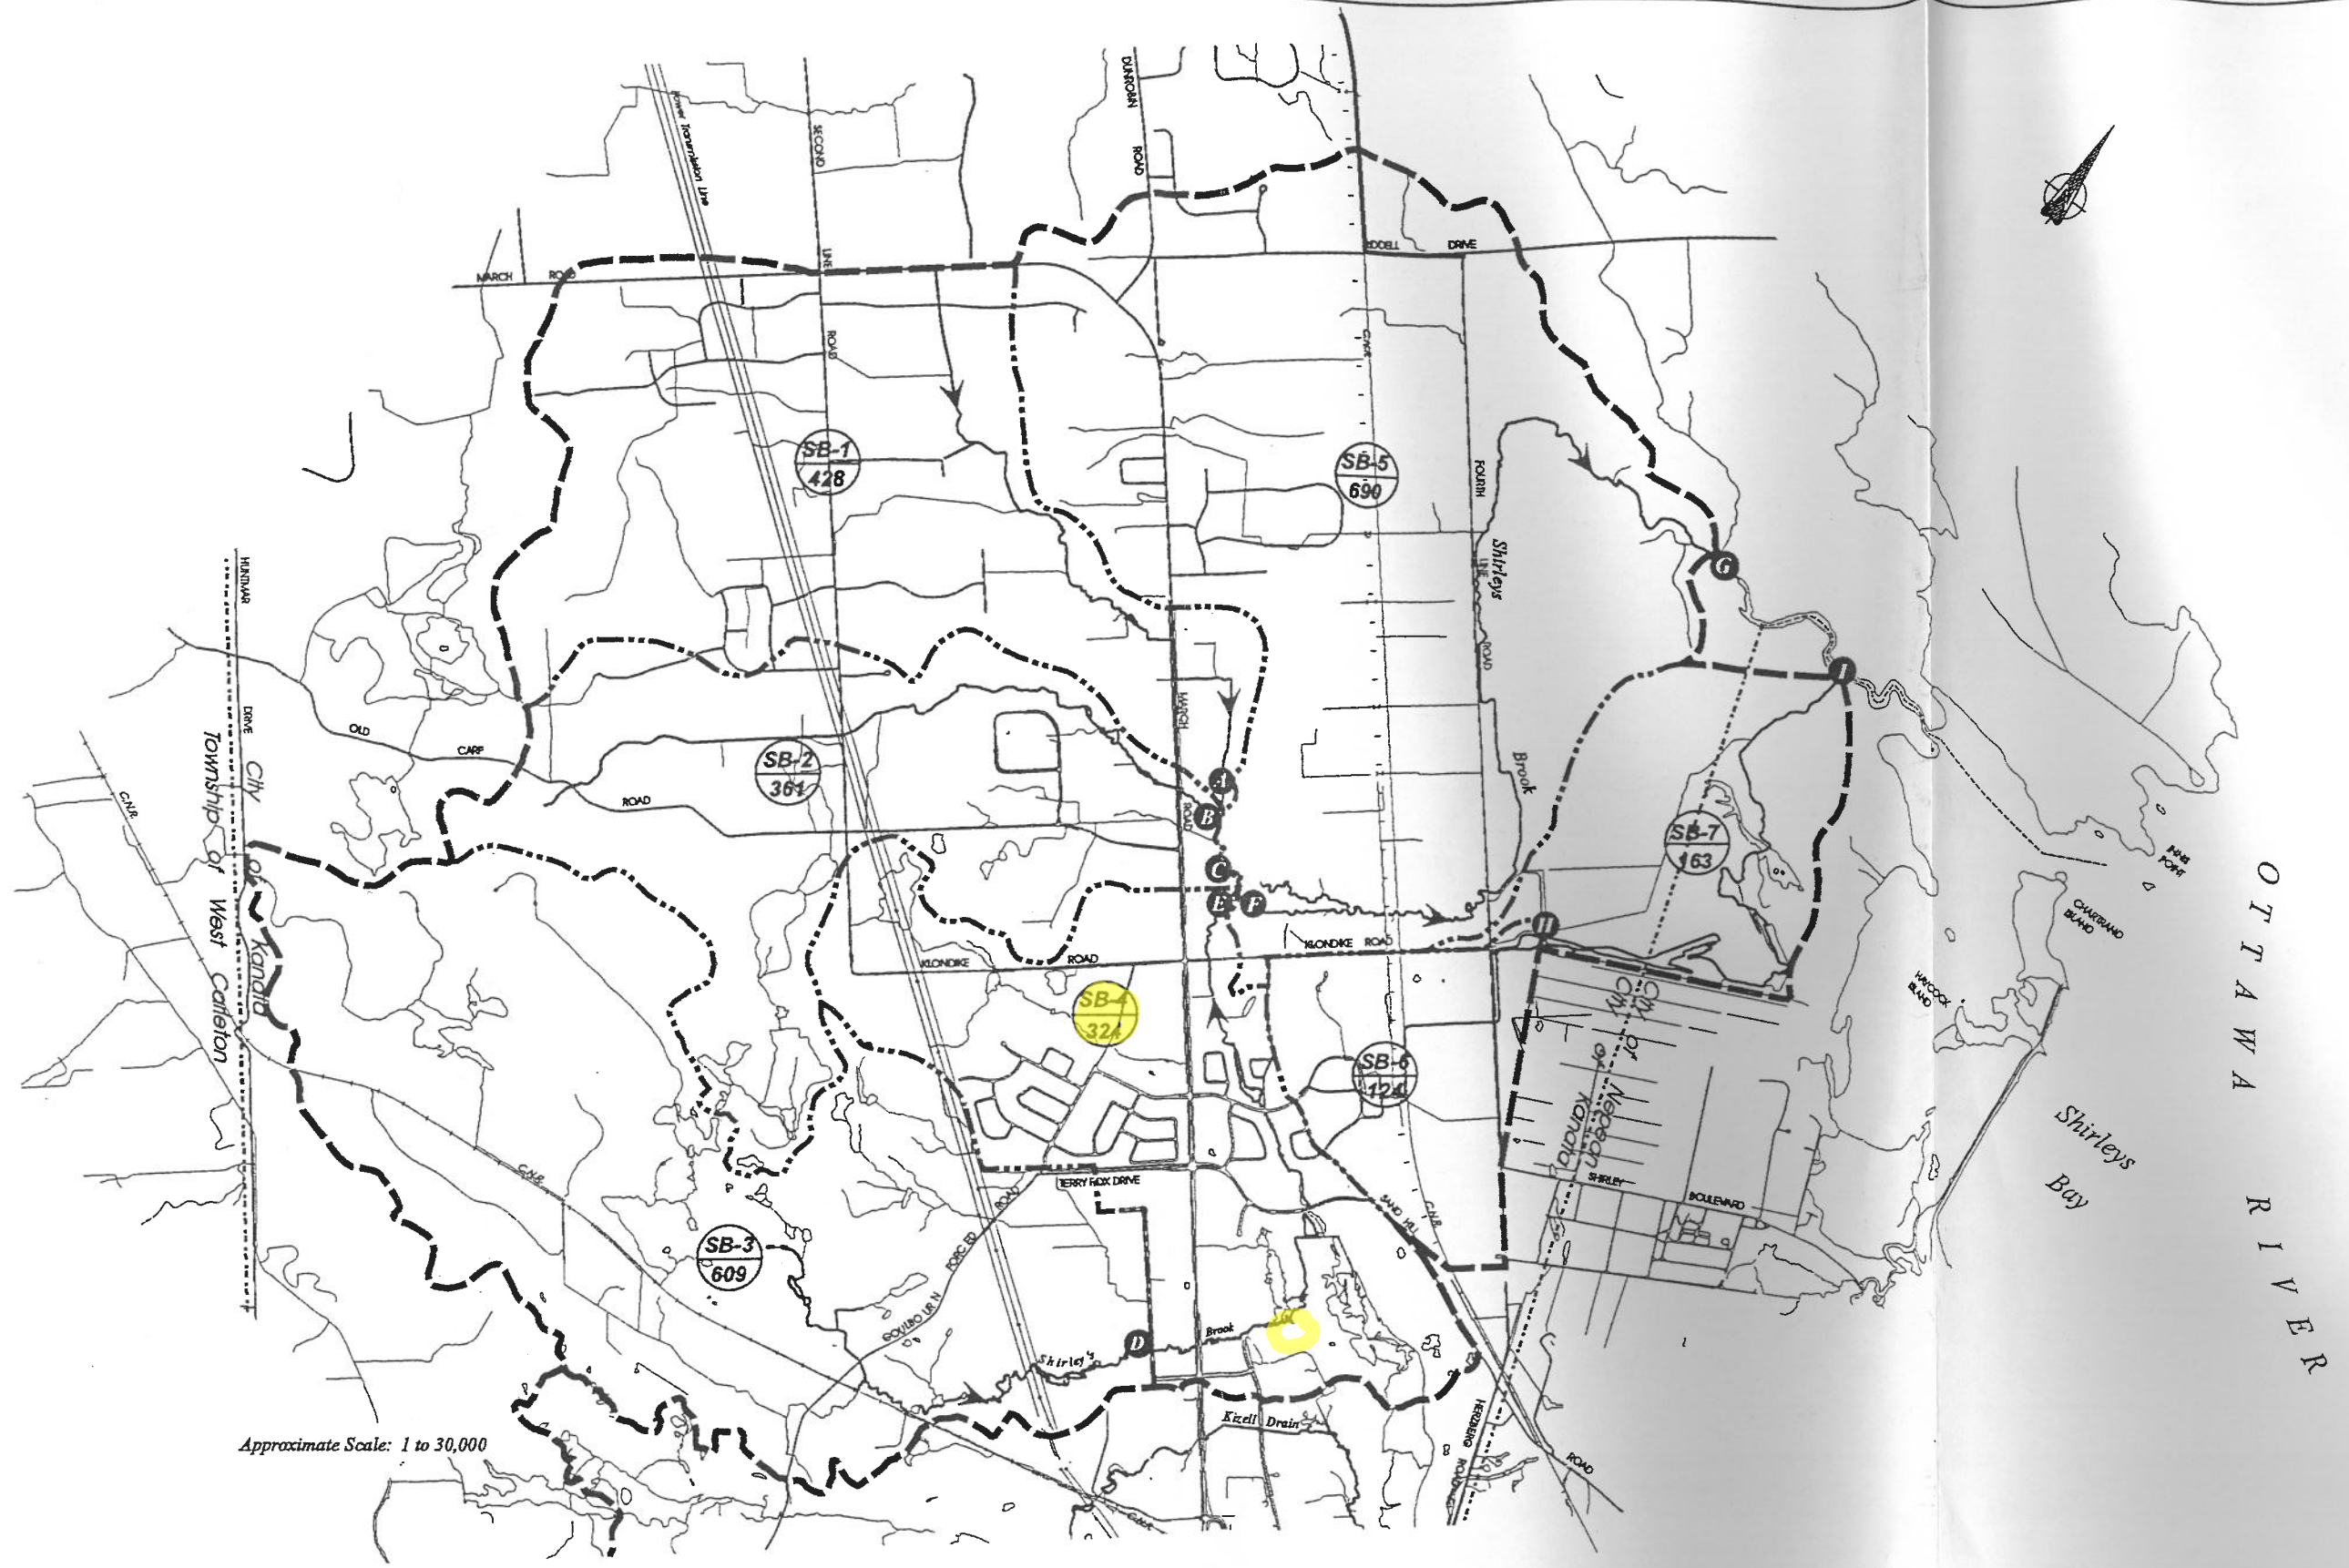 DUNROBIN
ROAD
Power Transmission Line
SECOND
LINE
ROAD
MARCH ROAD
DRIVE
SB-1
428
SB-5
690
FOURTH
LINE
ROAD
Shirleys
Brook
G
I
HUNTMAR
DRIVE
City of Kanata
Township of West Carleton
OLD CARP ROAD
C.N.R.
MARCH
ROAD
SB-2
361
A
B
C
E
F
H
SB-7
163
KLONDIKE ROAD
KLONDIKE ROAD
SB-4
324
SB-6
124
City of Nepean
City of Kanata
OTTAWA RIVER
CHARTRAND
ISLAND
HAYCOCK
ISLAND
POINT
Shirleys
Bay
C.N.R.
TERRY FOX DRIVE
SHIRLEY BOULEVARD
SAND HILL
C.N.R.
SB-3
609
GOULBOURN FORCED ROAD
D
Shirley's Brook
Kizell Drain
HERZBERG ROAD
ROAD
C.N.R.
Approximate Scale: 1 to 30,000